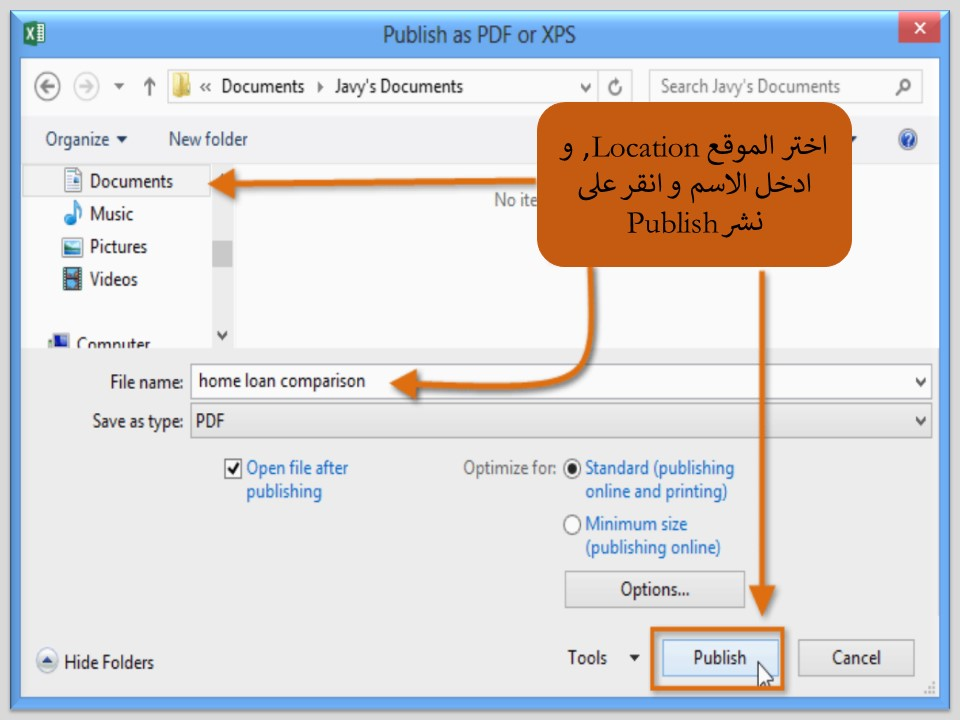 Publish as PDF or XPS
« Documents Javy's Documents
Search Javy's Documents
Organize
New folder
اختر الموقع Location, و
ادخل الاسم و انقر على
نشر Publish
Documents
Music
Pictures
Videos
Computer
No ite
File name: home loan comparison
Save as type: PDF
Open file after
publishing
Optimize for: Standard (publishing
online and printing)
Minimum size
(publishing online)
Options...
Hide Folders
Tools
Publish
Cancel